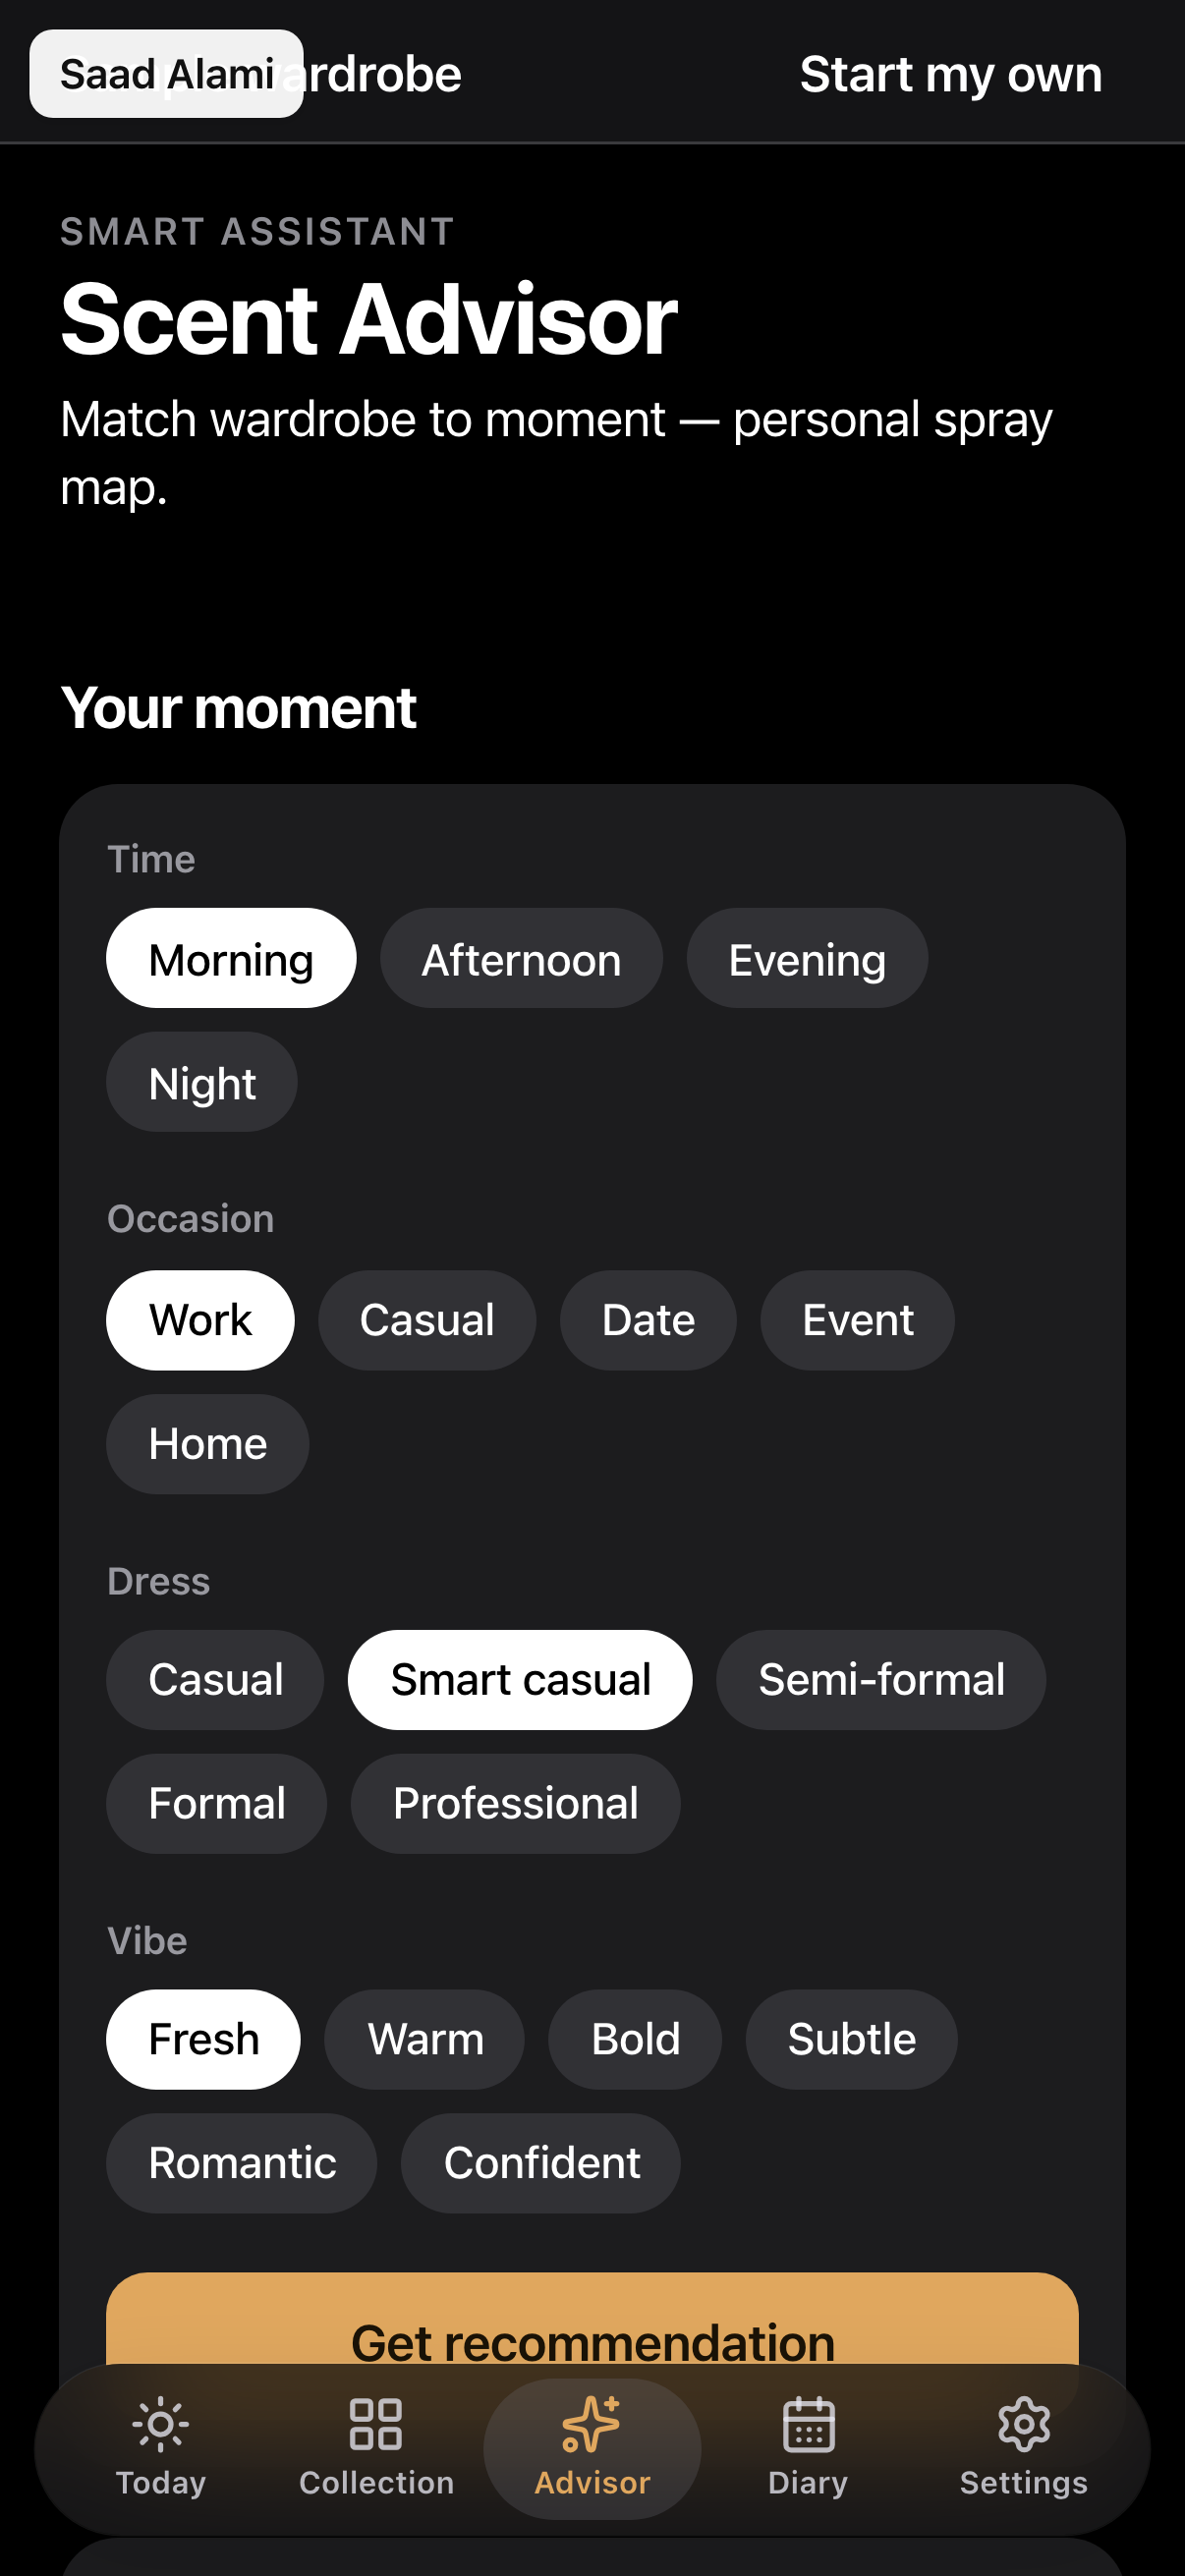 Saad Alami
ardrobe
Start my own
SMART ASSISTANT
Scent Advisor
Match wardrobe to moment — personal spray
map.
Your moment
Time
Morning Afternoon Evening
Night
Occasion
Work Casual Date Event
Home
Dress
Casual Smart casual Semi-formal
Formal Professional
Vibe
Fresh Warm Bold Subtle
Romantic Confident
Get recommendation
Today Collection Advisor Diary Settings